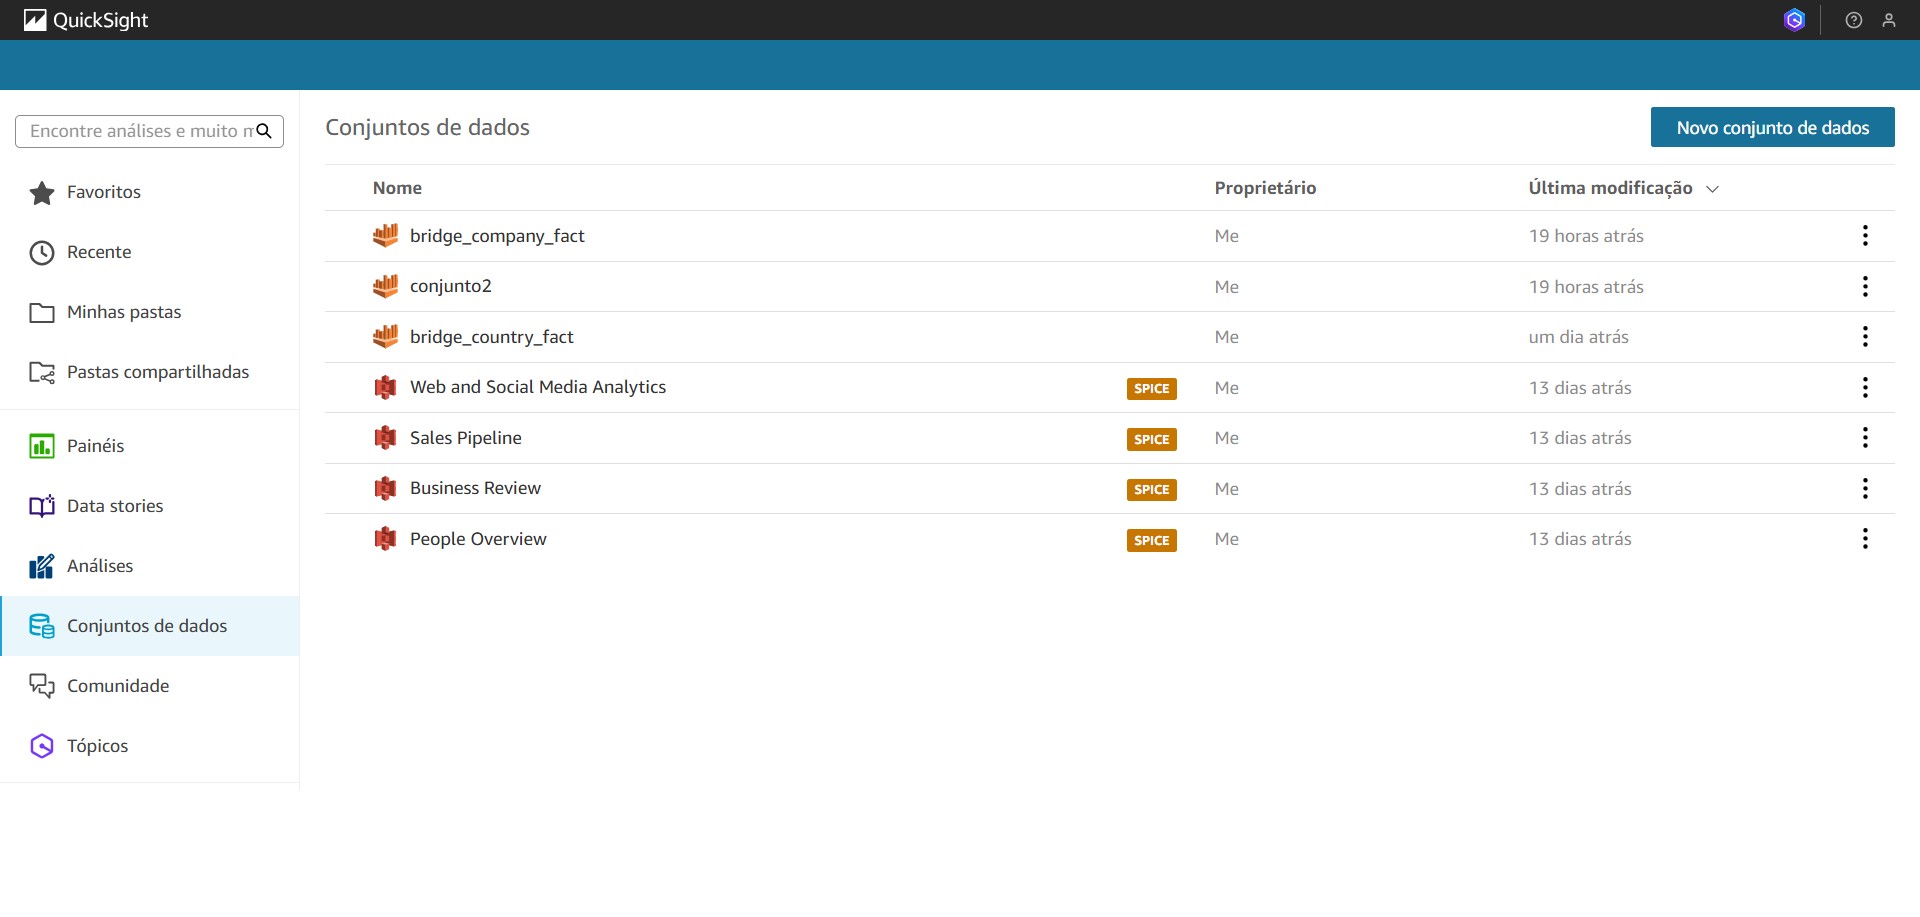 QuickSight
Encontre análises e muito m
Favoritos
Recente
Minhas pastas
Pastas compartilhadas
Painéis
Data stories
Análises
Conjuntos de dados
Comunidade
Tópicos
Conjuntos de dados
Novo conjunto de dados
Nome Proprietário Última modificação
bridge_company_fact Me 19 horas atrás
conjunto2 Me 19 horas atrás
bridge_country_fact Me um dia atrás
Web and Social Media Analytics SPICE Me 13 dias atrás
Sales Pipeline SPICE Me 13 dias atrás
Business Review SPICE Me 13 dias atrás
People Overview SPICE Me 13 dias atrás